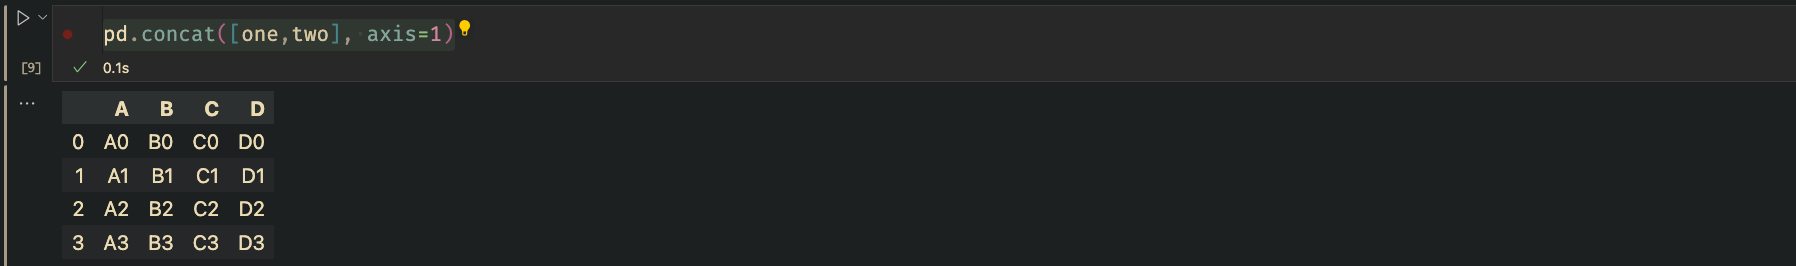 pd.concat([one,two], axis=1)
[9] 0.1s
...
A B C D
0 A0 B0 C0 D0
1 A1 B1 C1 D1
2 A2 B2 C2 D2
3 A3 B3 C3 D3